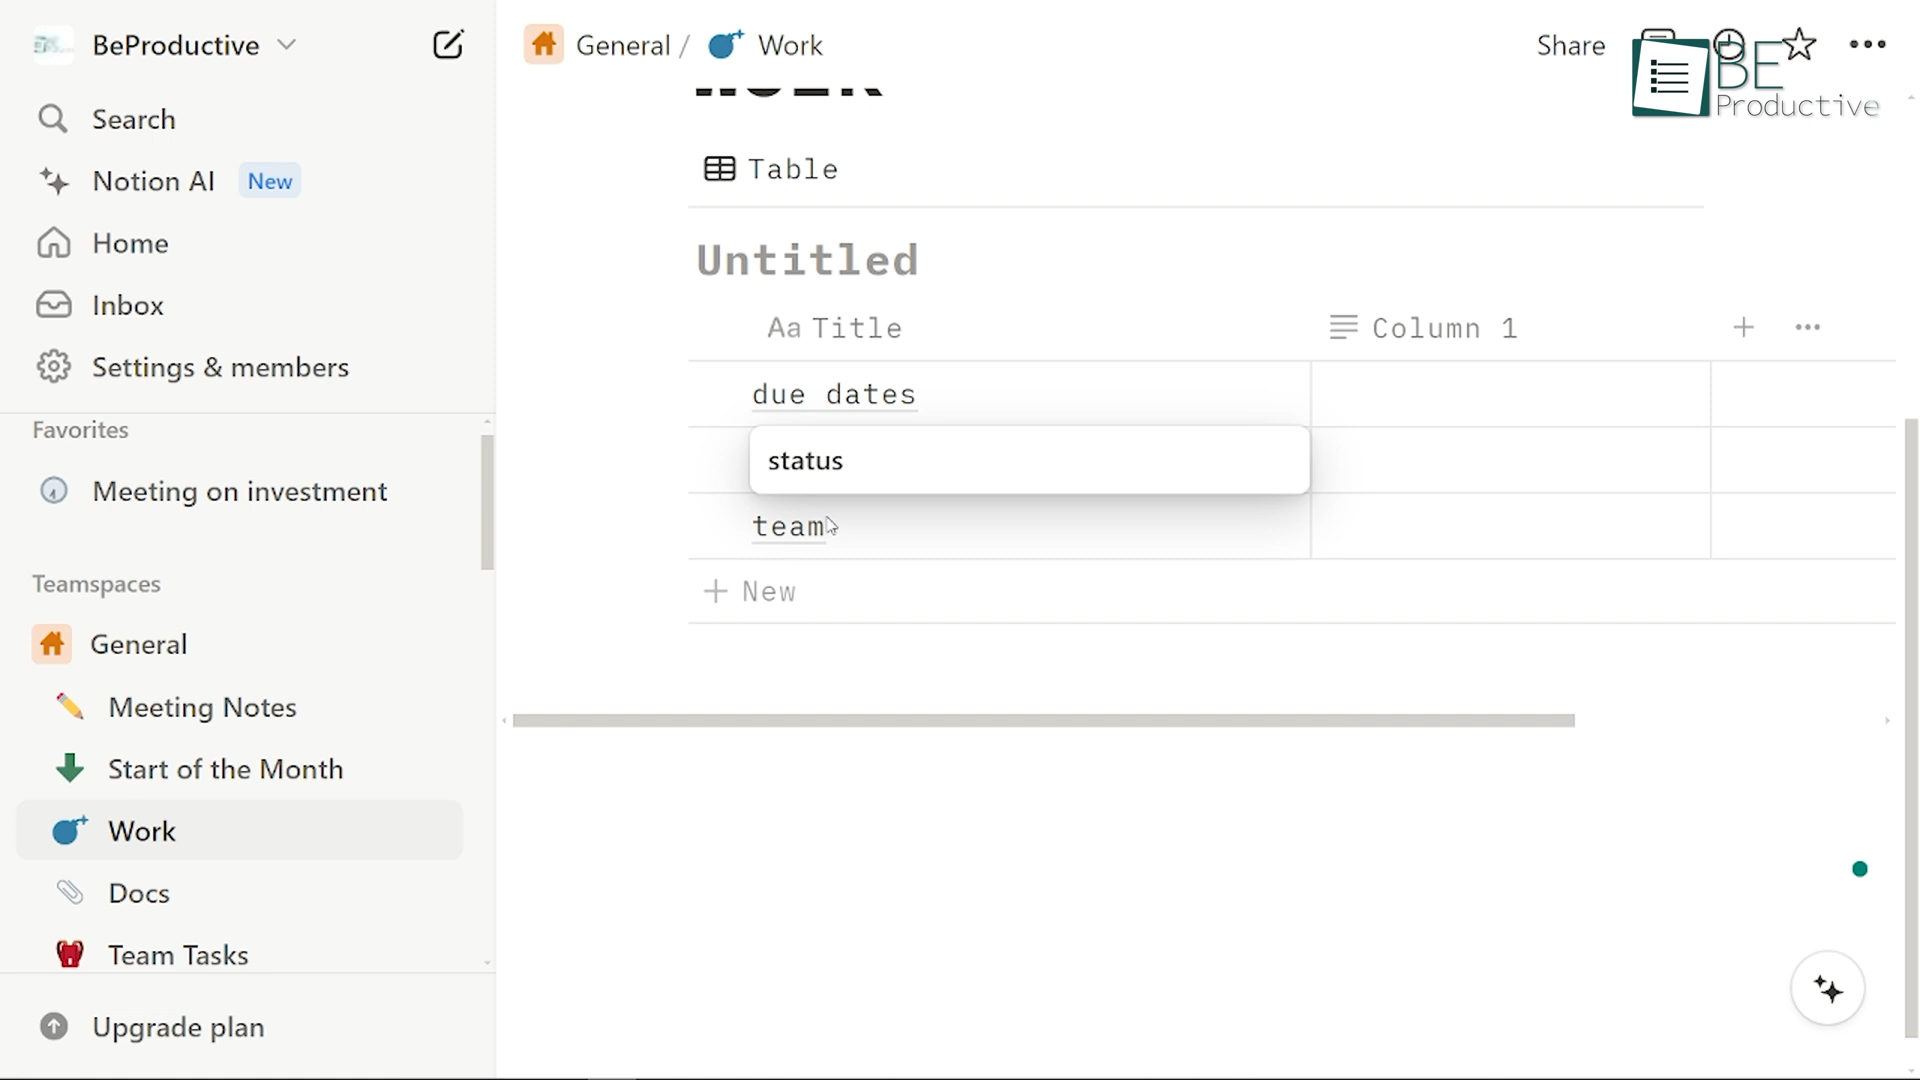 BeProductive
Search
Notion AI New
Home
Inbox
Settings & members
Favorites
Meeting on investment
Teamspaces
General
Meeting Notes
Start of the Month
Work
Docs
Team Tasks
Upgrade plan
General / Work
Share
BE
Productive
Table
Untitled
Aa Title
Column 1
due dates
status
team
New